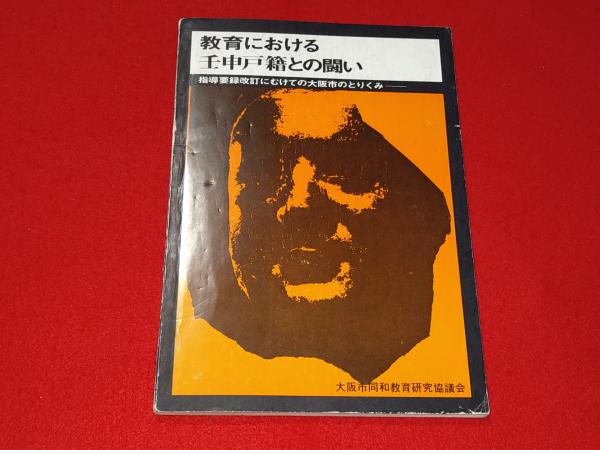 教育における
壬申戸籍との闘い
指導要録改訂にむけての大阪市のとりくみ——
大阪市同和教育研究協議会